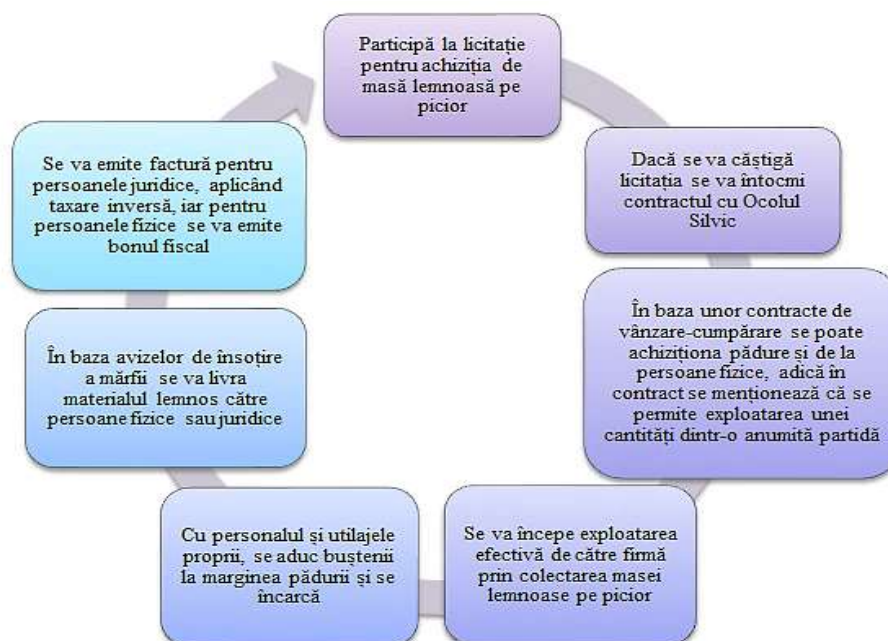 Participă la licitație
pentru achiziția de
masă lemnoasă pe
picior
Dacă se va căștigă
licitația se va întocmi
contractul cu Ocolul
Silvic
În baza unor contracte de
vânzare-cumpărare se poate
achiziționa pădure și de la
persoane fizice, adică în
contract se menționează că se
permite exploatarea unei
cantități dintr-o anumită partidă
Se va începe exploatarea
efectivă de către firmă
prin colectarea masei
lemnoase pe picior
Cu personalul și utilajele
proprii, se aduc buștenii
la marginea pădurii și se
încarcă
În baza avizelor de însoțire
a mărfii se va livra
materialul lemnos către
persoane fizice sau juridice
Se va emite factură pentru
persoanele juridice, aplicând
taxare inversă, iar pentru
persoanele fizice se va emite
bonul fiscal